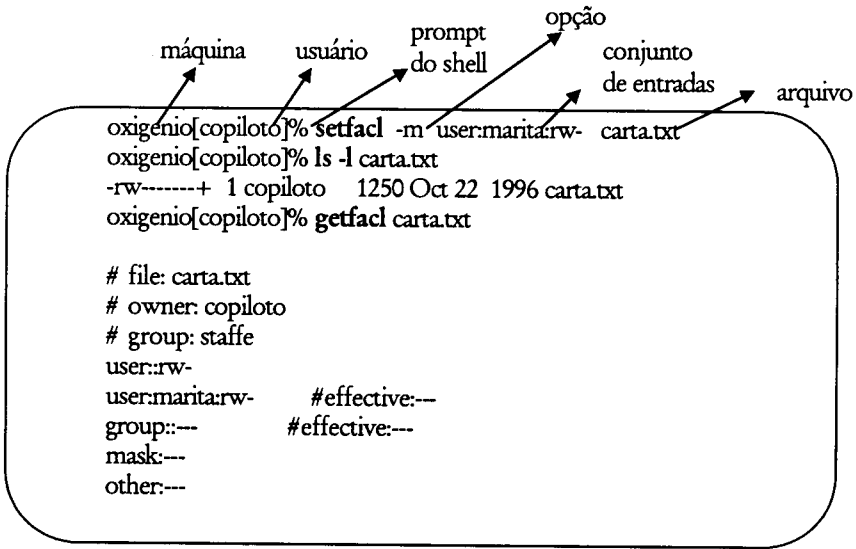 máquina usuário prompt do shell opção conjunto de entradas arquivo
oxigenio[copiloto]% setfacl -m user:marita:rw- carta.txt
oxigenio[copiloto]% ls -l carta.txt
-rw-------+ 1 copiloto 1250 Oct 22 1996 carta.txt
oxigenio[copiloto]% getfacl carta.txt
# file: carta.txt
# owner: copiloto
# group: staffe
user::rw-
user:marita:rw- #effective:---
group::--- #effective:---
mask:---
other:---